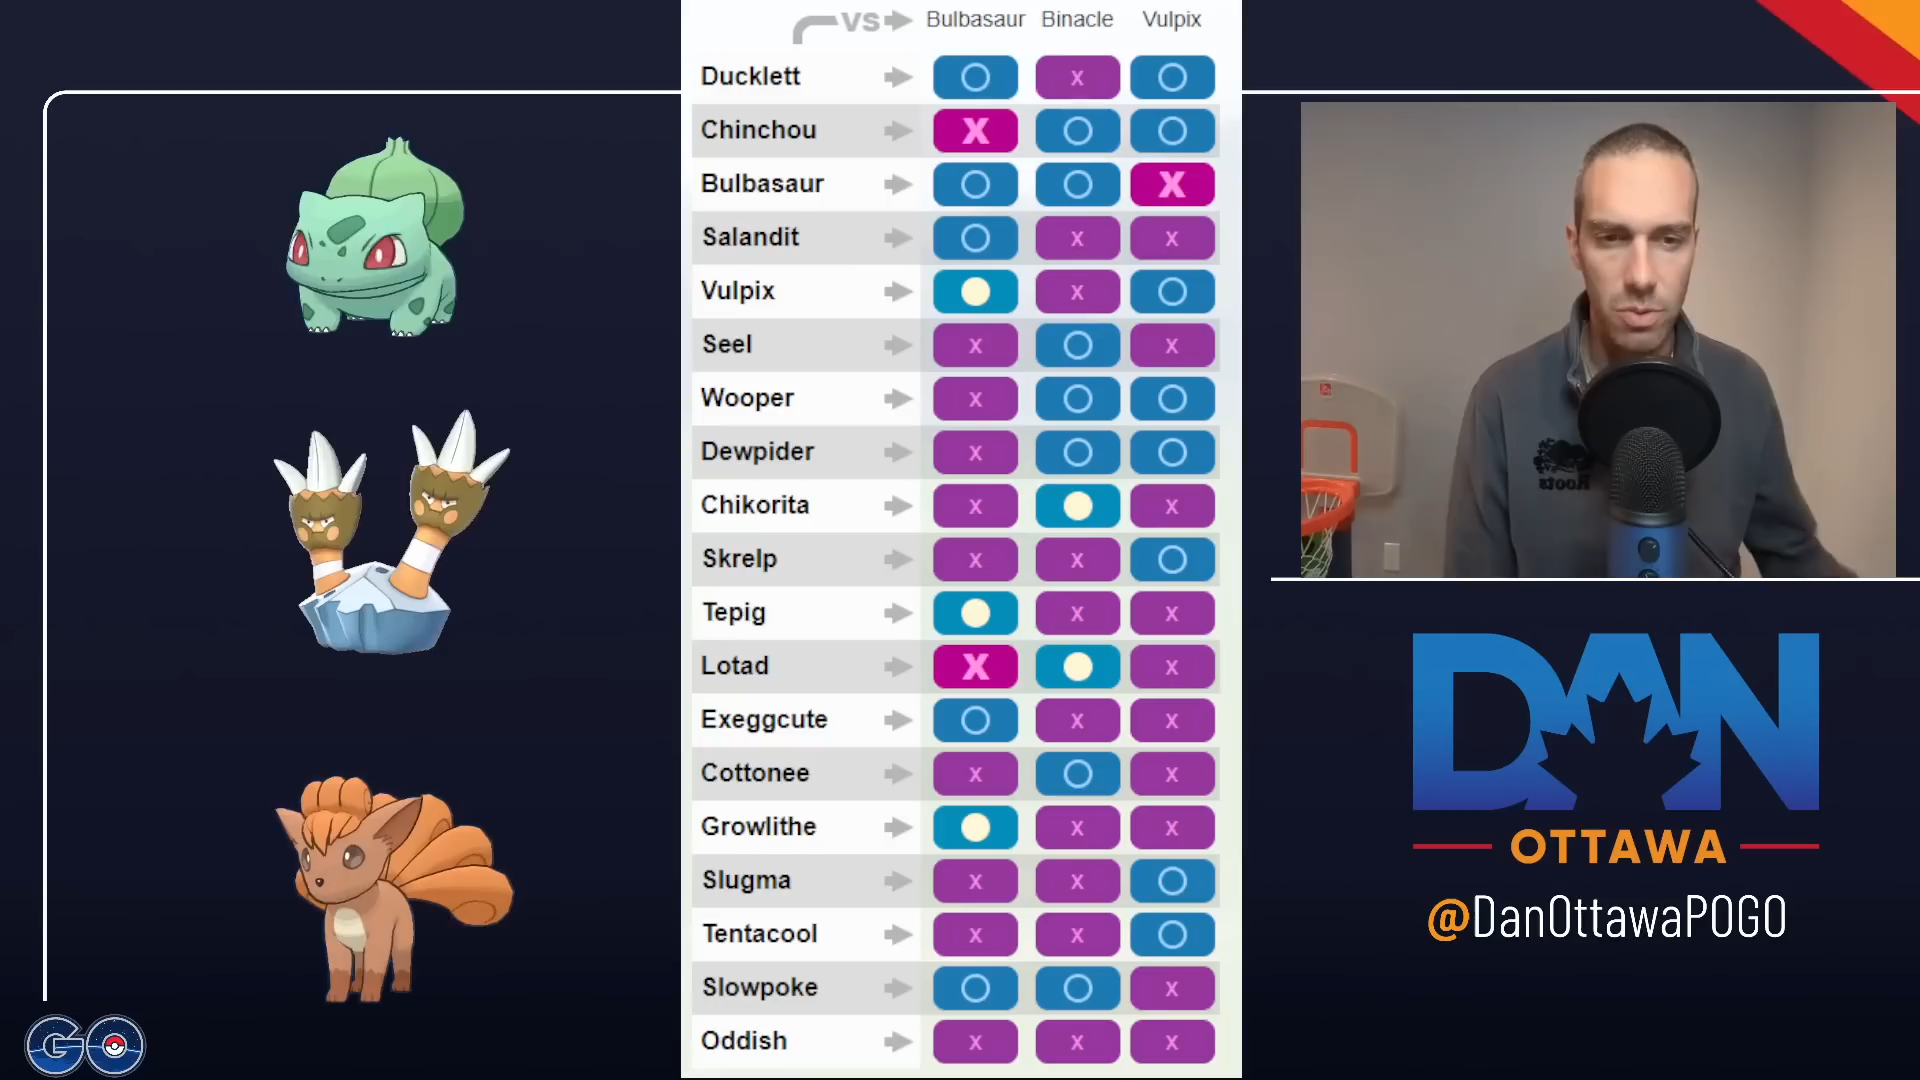 VS Bulbasaur Binacle Vulpix
Ducklett O X O
Chinchou X O O
Bulbasaur O O X
Salandit O X X
Vulpix X O
Seel X O X
Wooper X O O
Dewpider X O O
Chikorita X X
Skrelp X X O
Tepig X X
Lotad X X
Exeggcute O X X
Cottonee X O X
Growlithe X X
Slugma X X O
Tentacool X X O
Slowpoke O O X
Oddish X X X
Roots
DAN
OTTAWA
@DanOttawaPOGO
GO